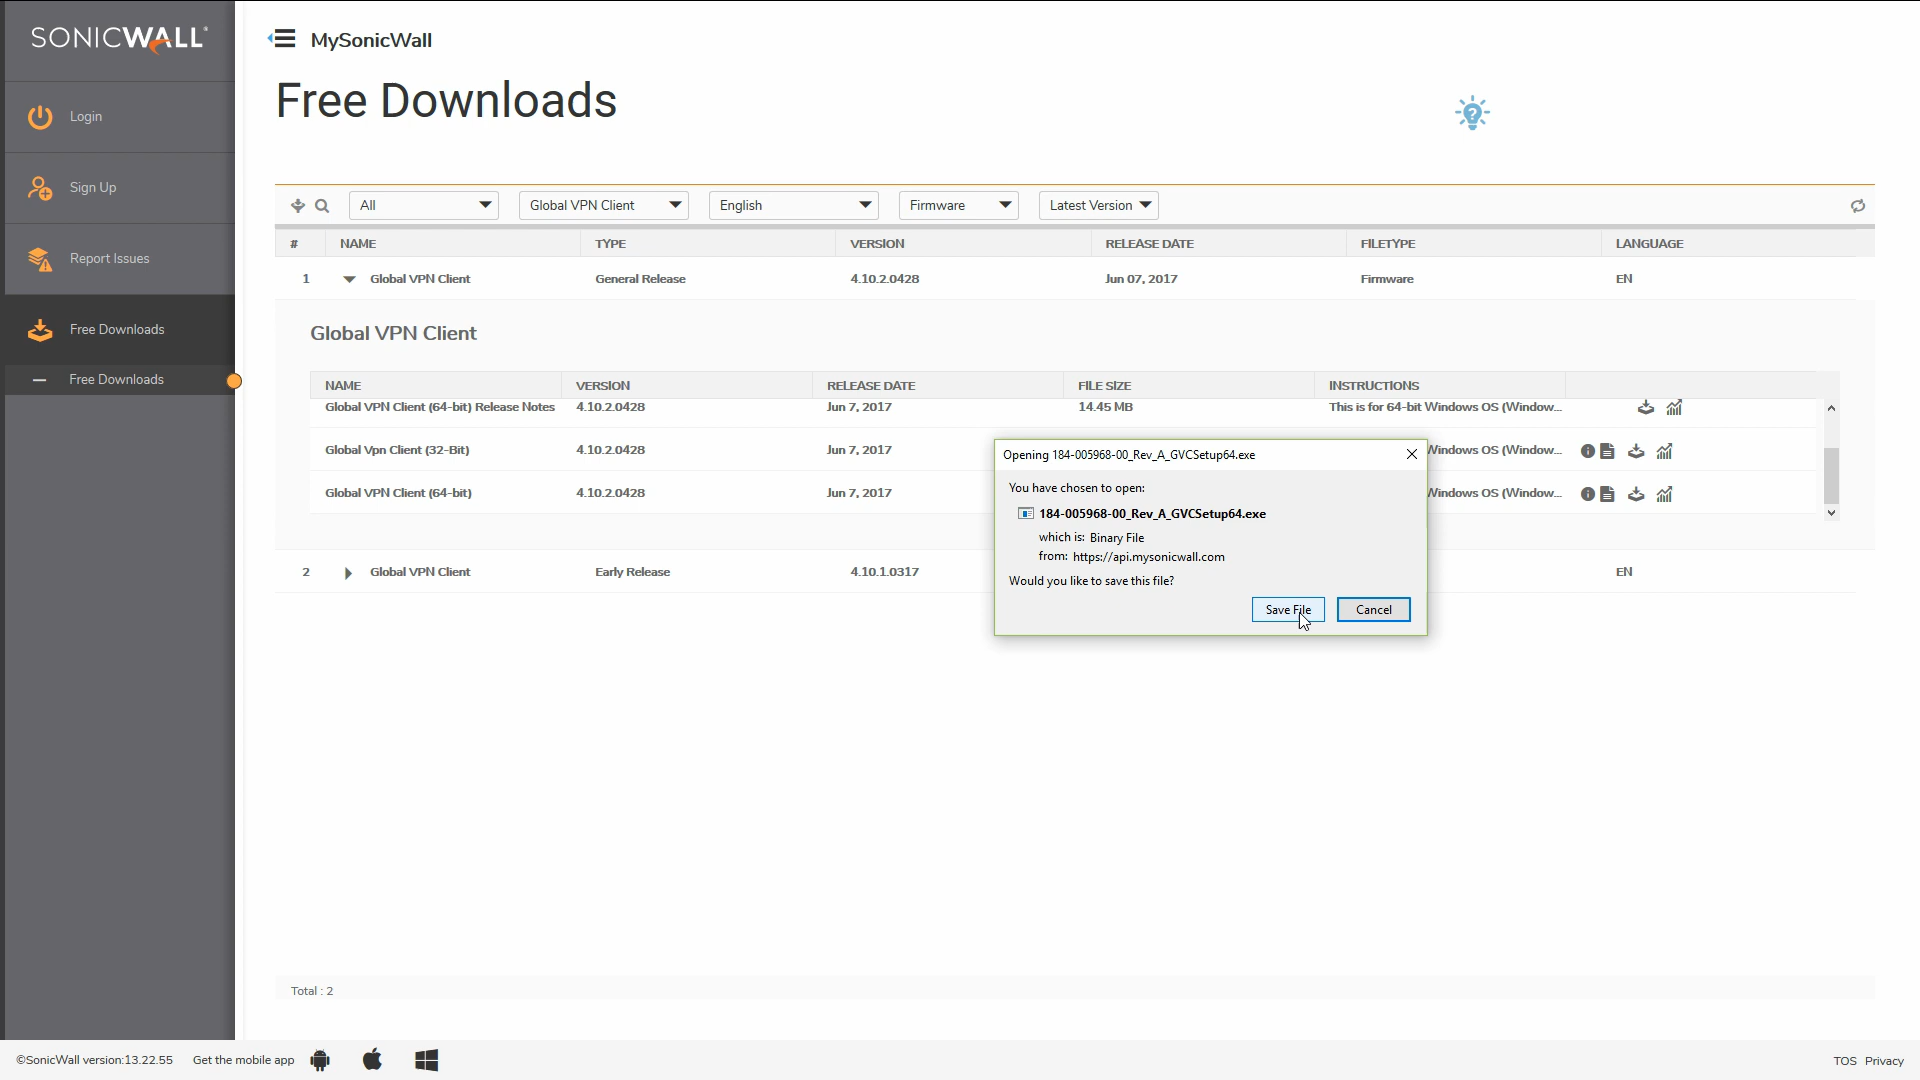 SONICWALL
MySonicWall
Free Downloads
Login
Sign Up
Report Issues
Free Downloads
Free Downloads
All Global VPN Client English Firmware Latest Version
# NAME TYPE VERSION RELEASE DATE FILETYPE LANGUAGE
1 Global VPN Client General Release 4.10.2.0428 Jun 07, 2017 Firmware EN
Global VPN Client
NAME VERSION RELEASE DATE FILE SIZE INSTRUCTIONS
Global VPN Client (64-bit) Release Notes 4.10.2.0428 Jun 7, 2017 14.45 MB This is for 64-bit Windows OS (Window...
Global Vpn Client (32-Bit) 4.10.2.0428 Jun 7, 2017 Windows OS (Window...
Global VPN Client (64-bit) 4.10.2.0428 Jun 7, 2017 Windows OS (Window...
2 Global VPN Client Early Release 4.10.1.0317 EN
Opening 184-005968-00_Rev_A_GVCSetup64.exe
You have chosen to open:
184-005968-00_Rev_A_GVCSetup64.exe
which is: Binary File
from: https://api.mysonicwall.com
Would you like to save this file?
Save File Cancel
Total : 2
©SonicWall version:13.22.55 Get the mobile app TOS Privacy